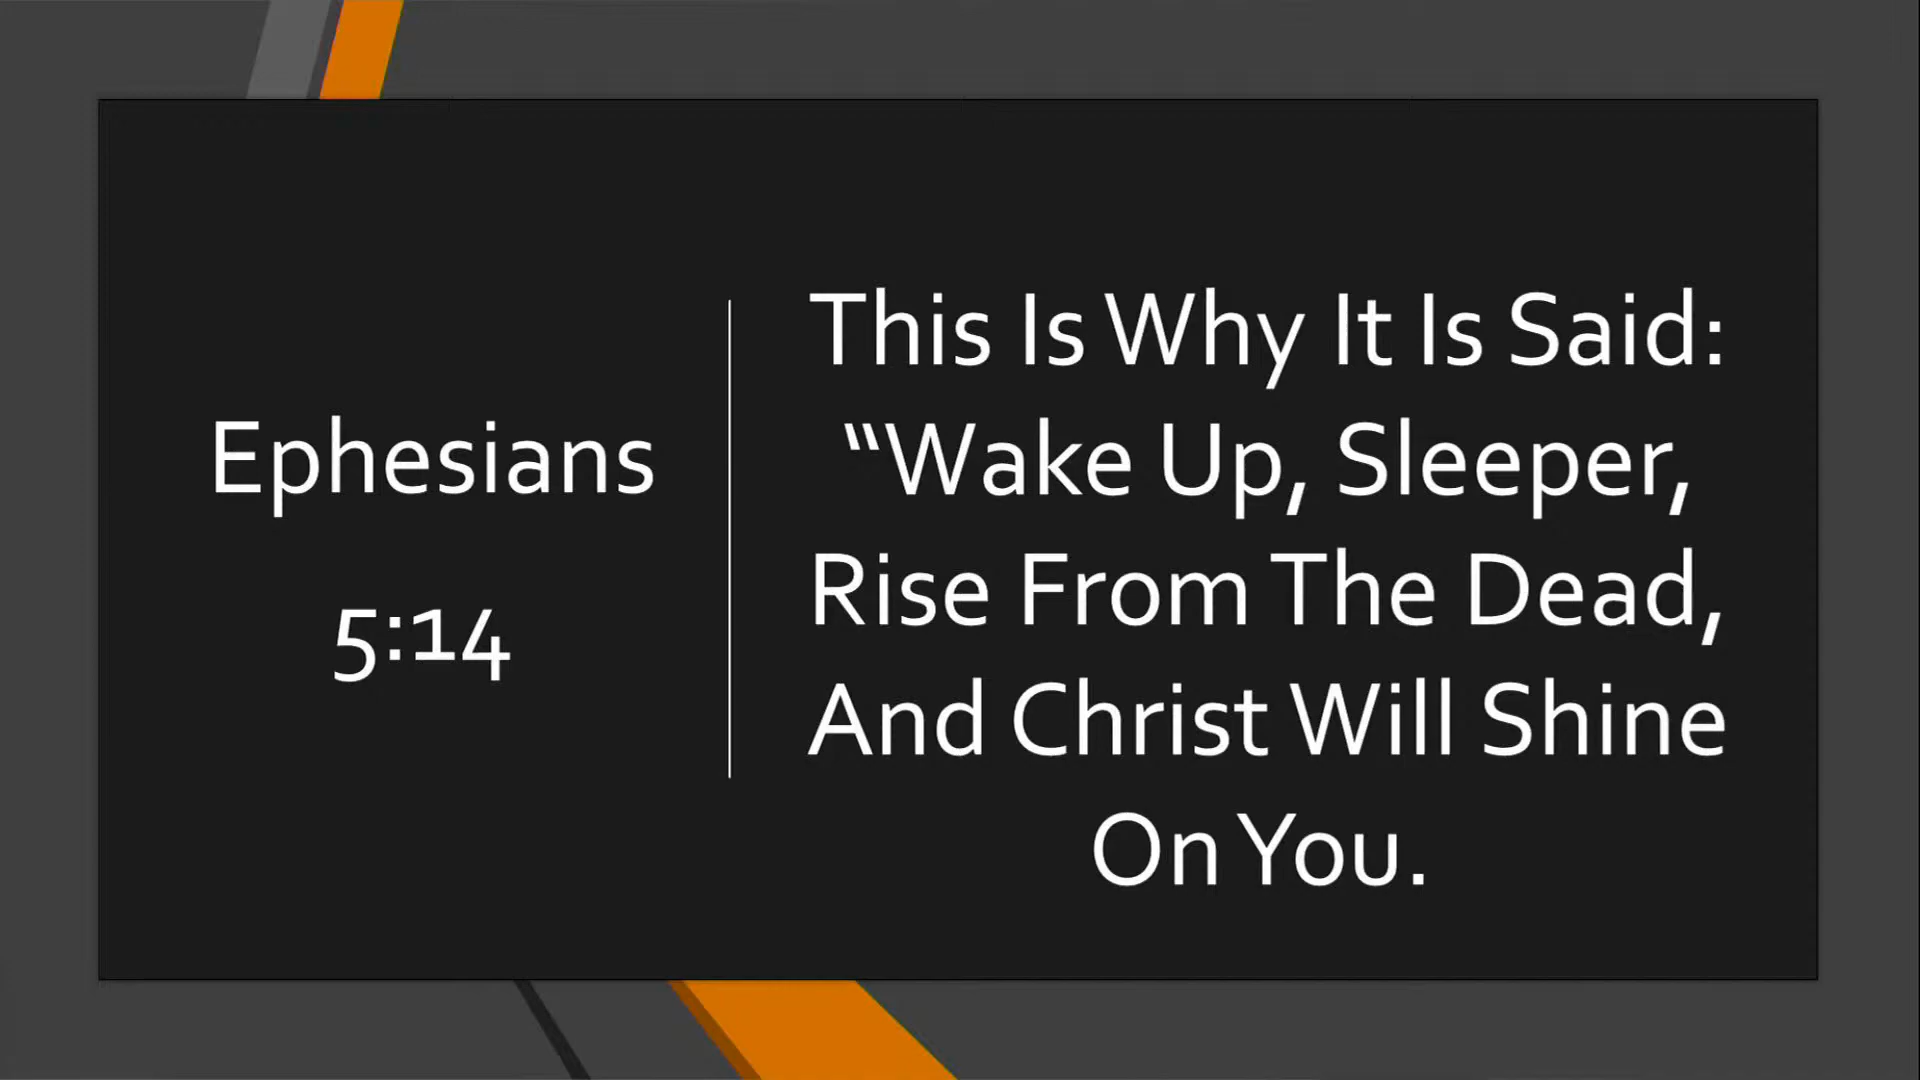 Ephesians
5:14
This Is Why It Is Said:
“Wake Up, Sleeper,
Rise From The Dead,
And Christ Will Shine
On You.